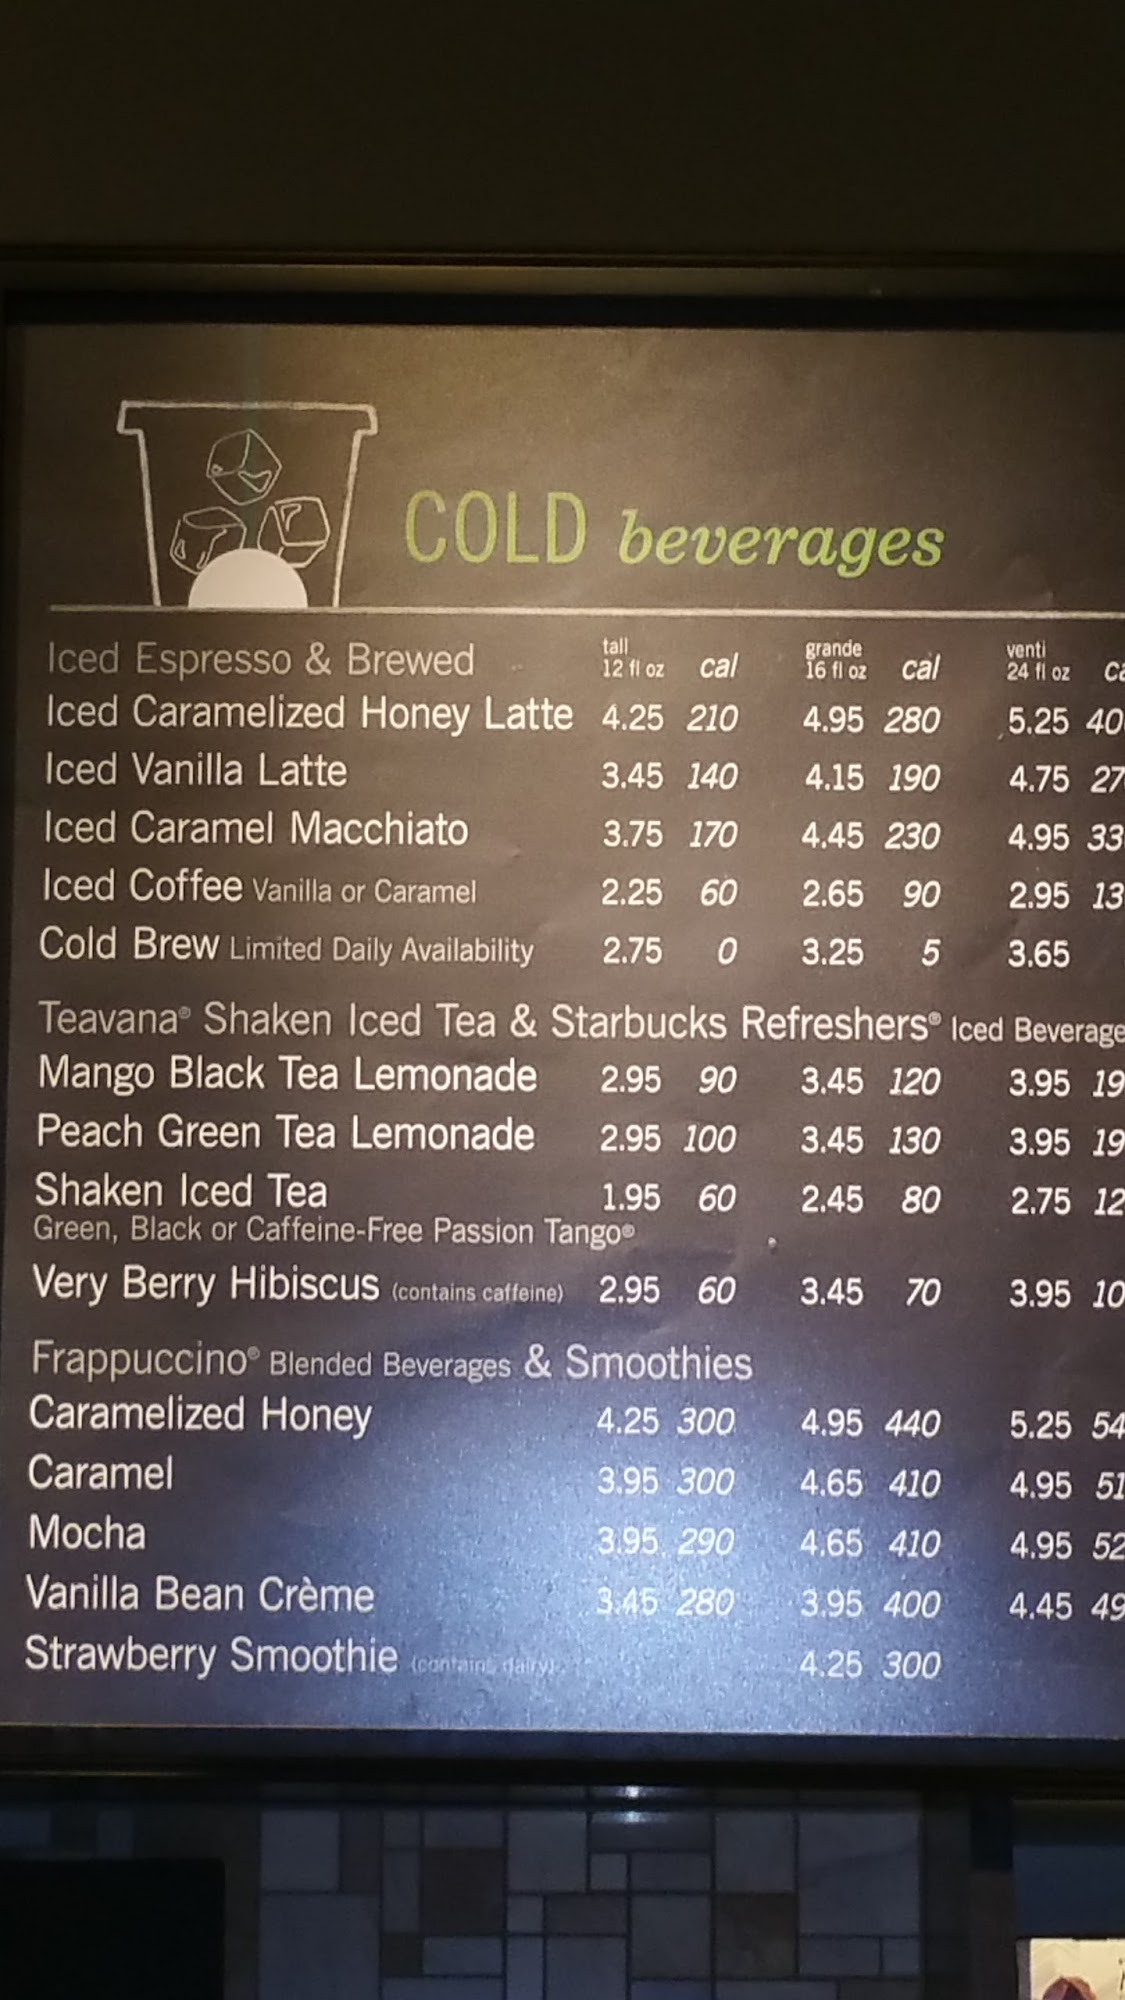 COLD beverages
Iced Espresso & Brewed tall 12 fl oz cal grande 16 fl oz cal venti 24 fl oz
Iced Caramelized Honey Latte 4.25 210 4.95 280 5.25
Iced Vanilla Latte 3.45 140 4.15 190 4.75
Iced Caramel Macchiato 3.75 170 4.45 230 4.95
Iced Coffee Vanilla or Caramel 2.25 60 2.65 90 2.95
Cold Brew Limited Daily Availability 2.75 0 3.25 5 3.65
Teavana® Shaken Iced Tea & Starbucks Refreshers® Iced Beverage
Mango Black Tea Lemonade 2.95 90 3.45 120 3.95
Peach Green Tea Lemonade 2.95 100 3.45 130 3.95
Shaken Iced Tea 1.95 60 2.45 80 2.75
Green, Black or Caffeine-Free Passion Tango®
Very Berry Hibiscus (contains caffeine) 2.95 60 3.45 70 3.95
Frappuccino® Blended Beverages & Smoothies
Caramelized Honey 4.25 300 4.95 440 5.25
Caramel 3.95 300 4.65 410 4.95
Mocha 3.95 290 4.65 410 4.95
Vanilla Bean Crème 3.45 280 3.95 400 4.45
Strawberry Smoothie (contains dairy) 4.25 300